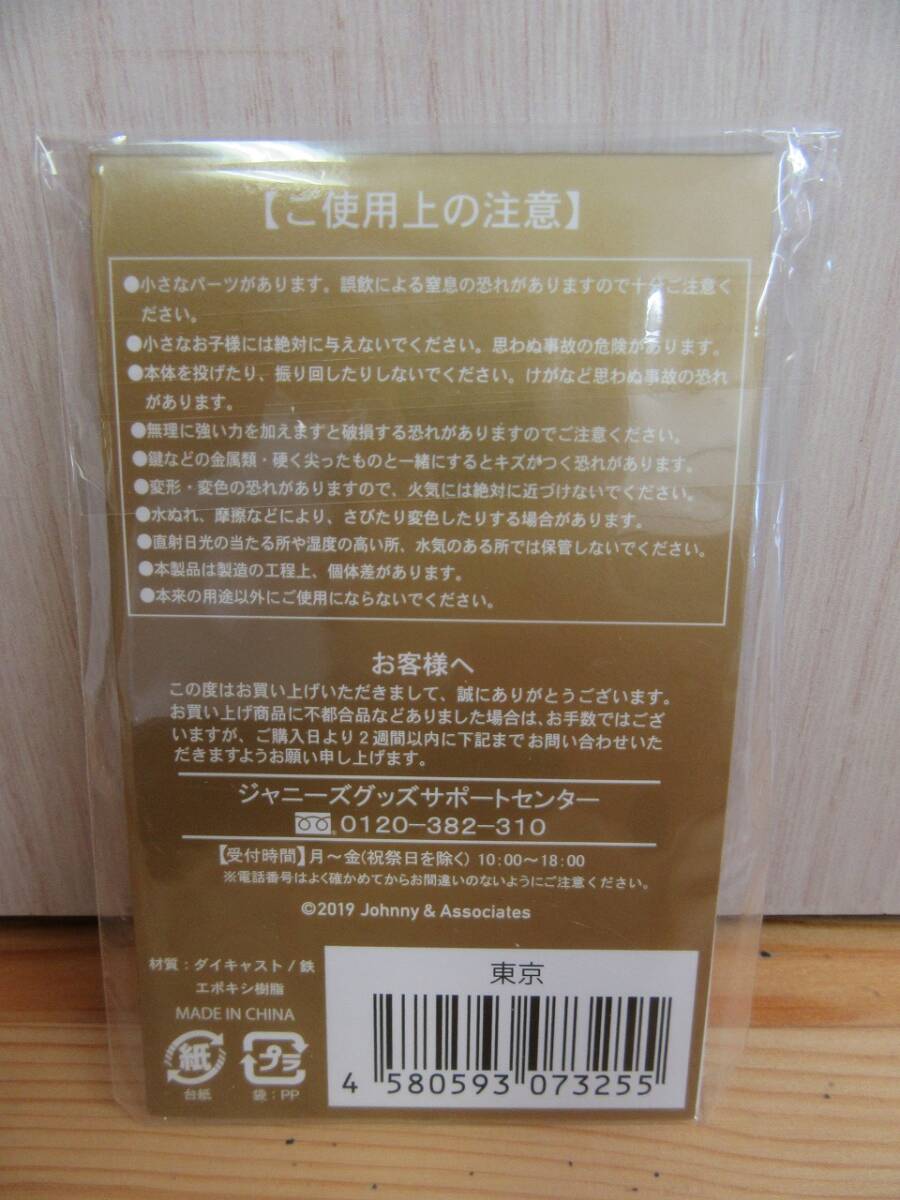 【ご使用上の注意】
●小さなパーツがあります。誤飲による窒息の恐れがありますので十分ご注意く
ださい。
●小さなお子様には絶対に与えないでください。思わぬ事故の危険があります。
●本体を投げたり、振り回したりしないでください。けがなど思わぬ事故の恐れ
があります。
●無理に強い力を加えますと破損する恐れがありますのでご注意ください。
●鍵などの金属類・硬く尖ったものと一緒にするとキズがつく恐れがあります。
●変形・変色の恐れがありますので、火気には絶対に近づけないでください。
●水ぬれ、摩擦などにより、さびたり変色したりする場合があります。
●直射日光の当たる所や湿度の高い所、水気のある所では保管しないでください。
●本製品は製造の工程上、個体差があります。
●本来の用途以外にご使用にならないでください。
お客様へ
この度はお買い上げいただきまして、誠にありがとうございます。
お買い上げ商品に不都合品などありました場合は、お手数ではござ
いますが、ご購入日より2週間以内に下記までお問い合わせいた
だきますようお願い申し上げます。
ジャニーズグッズサポートセンター
0120-382-310
【受付時間】月～金(祝祭日を除く) 10:00～18:00
※電話番号はよく確かめてからお間違いのないようにご注意ください。
©2019 Johnny & Associates
材質：ダイキャスト / 鉄
エポキシ樹脂
MADE IN CHINA
紙
プラ
台紙
袋：PP
東京
4 580593 073255